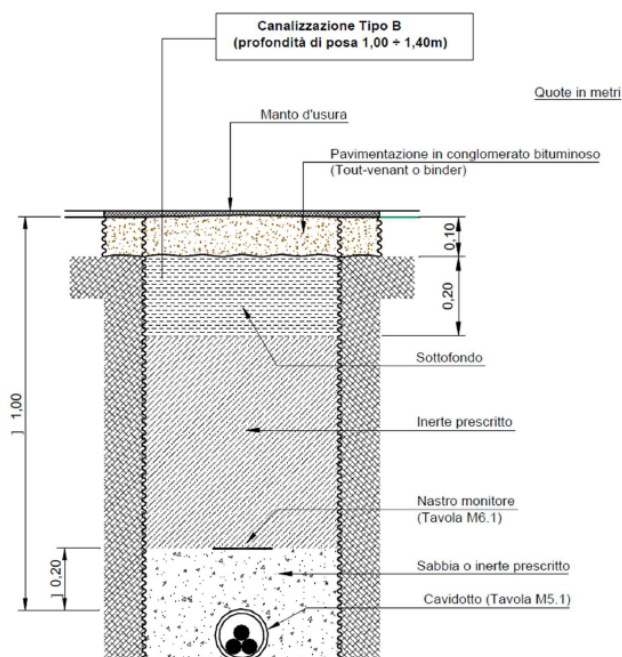 Canalizzazione Tipo B
(profondità di posa 1,00 ÷ 1,40m)
Quote in metri
Manto d'usura
Pavimentazione in conglomerato bituminoso
(Tout-venant o binder)
0,10
0,20
Sottofondo
] 1,00
Inerte prescritto
Nastro monitore
(Tavola M6.1)
] 0,20
Sabbia o inerte prescritto
Cavidotto (Tavola M5.1)